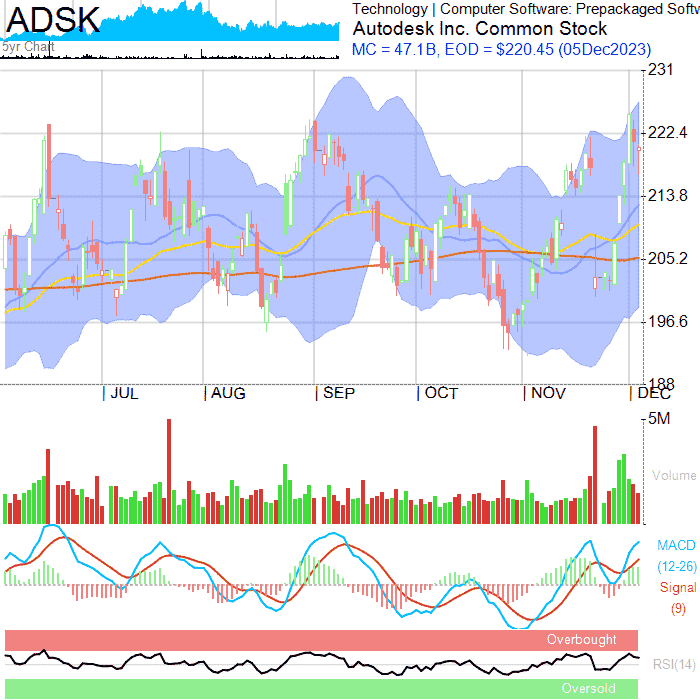 ADSK
5yr Chart
Technology | Computer Software: Prepackaged Softw
Autodesk Inc. Common Stock
MC = 47.1B, EOD = $220.45 (05Dec2023)
231
222.4
213.8
205.2
196.6
188
| JUL | AUG | SEP | OCT | NOV | DEC
5M
Volume
MACD
(12-26)
Signal
(9)
Overbought
RSI(14)
Oversold